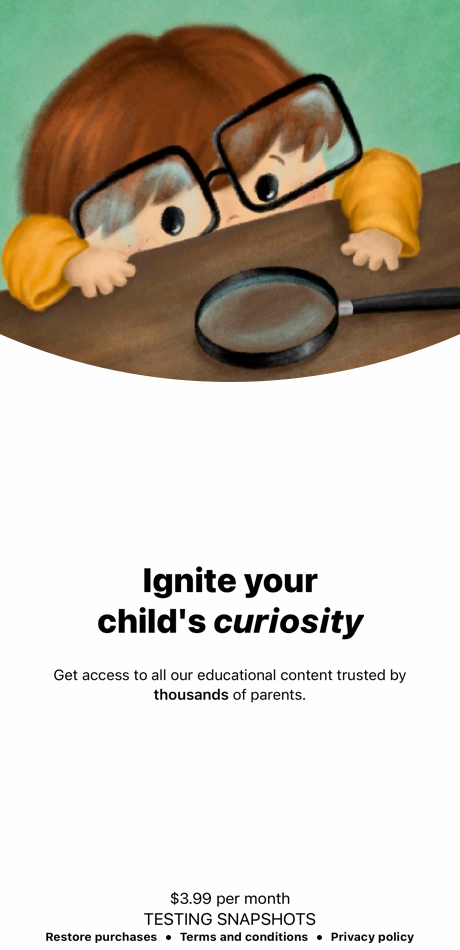 Ignite your
child's curiosity
Get access to all our educational content trusted by
thousands of parents.
$3.99 per month
TESTING SNAPSHOTS
Restore purchases • Terms and conditions • Privacy policy